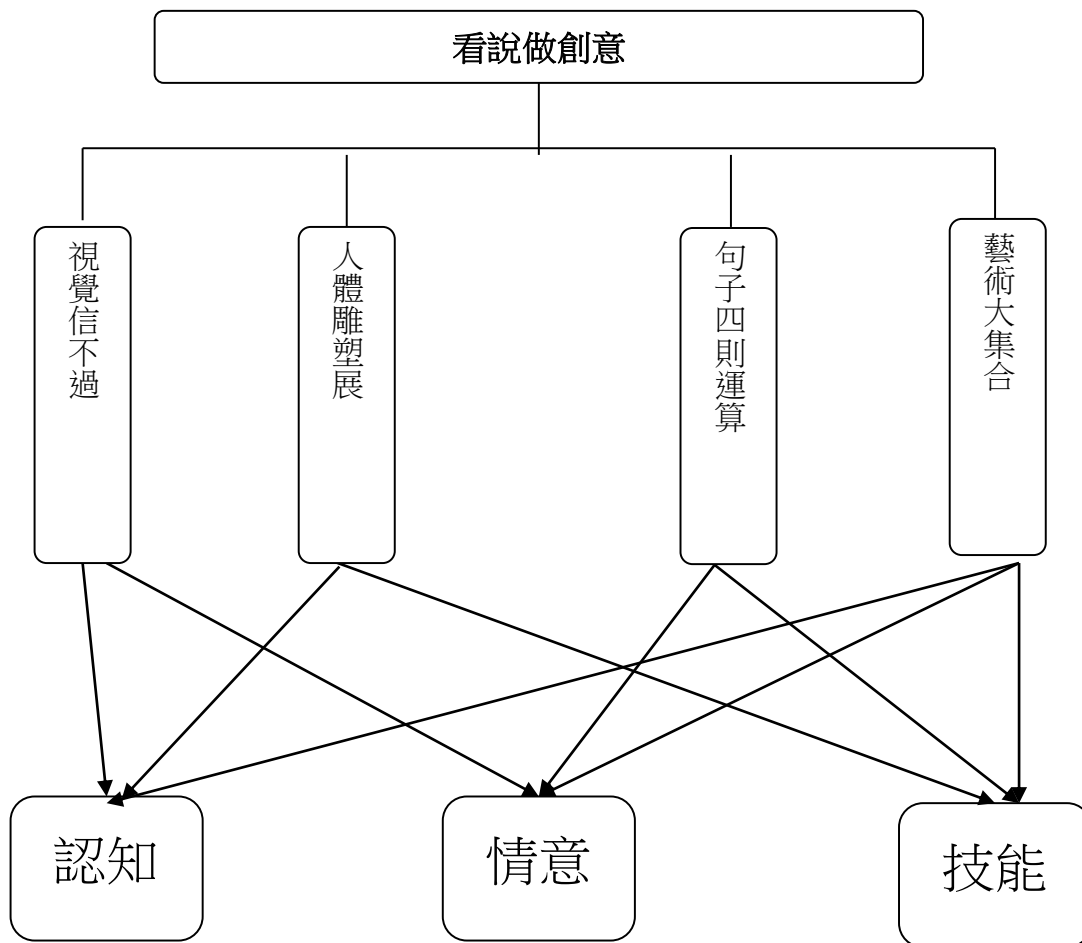 看說做創意
視覺信不過
人體雕塑展
句子四則運算
藝術大集合
認知
情意
技能